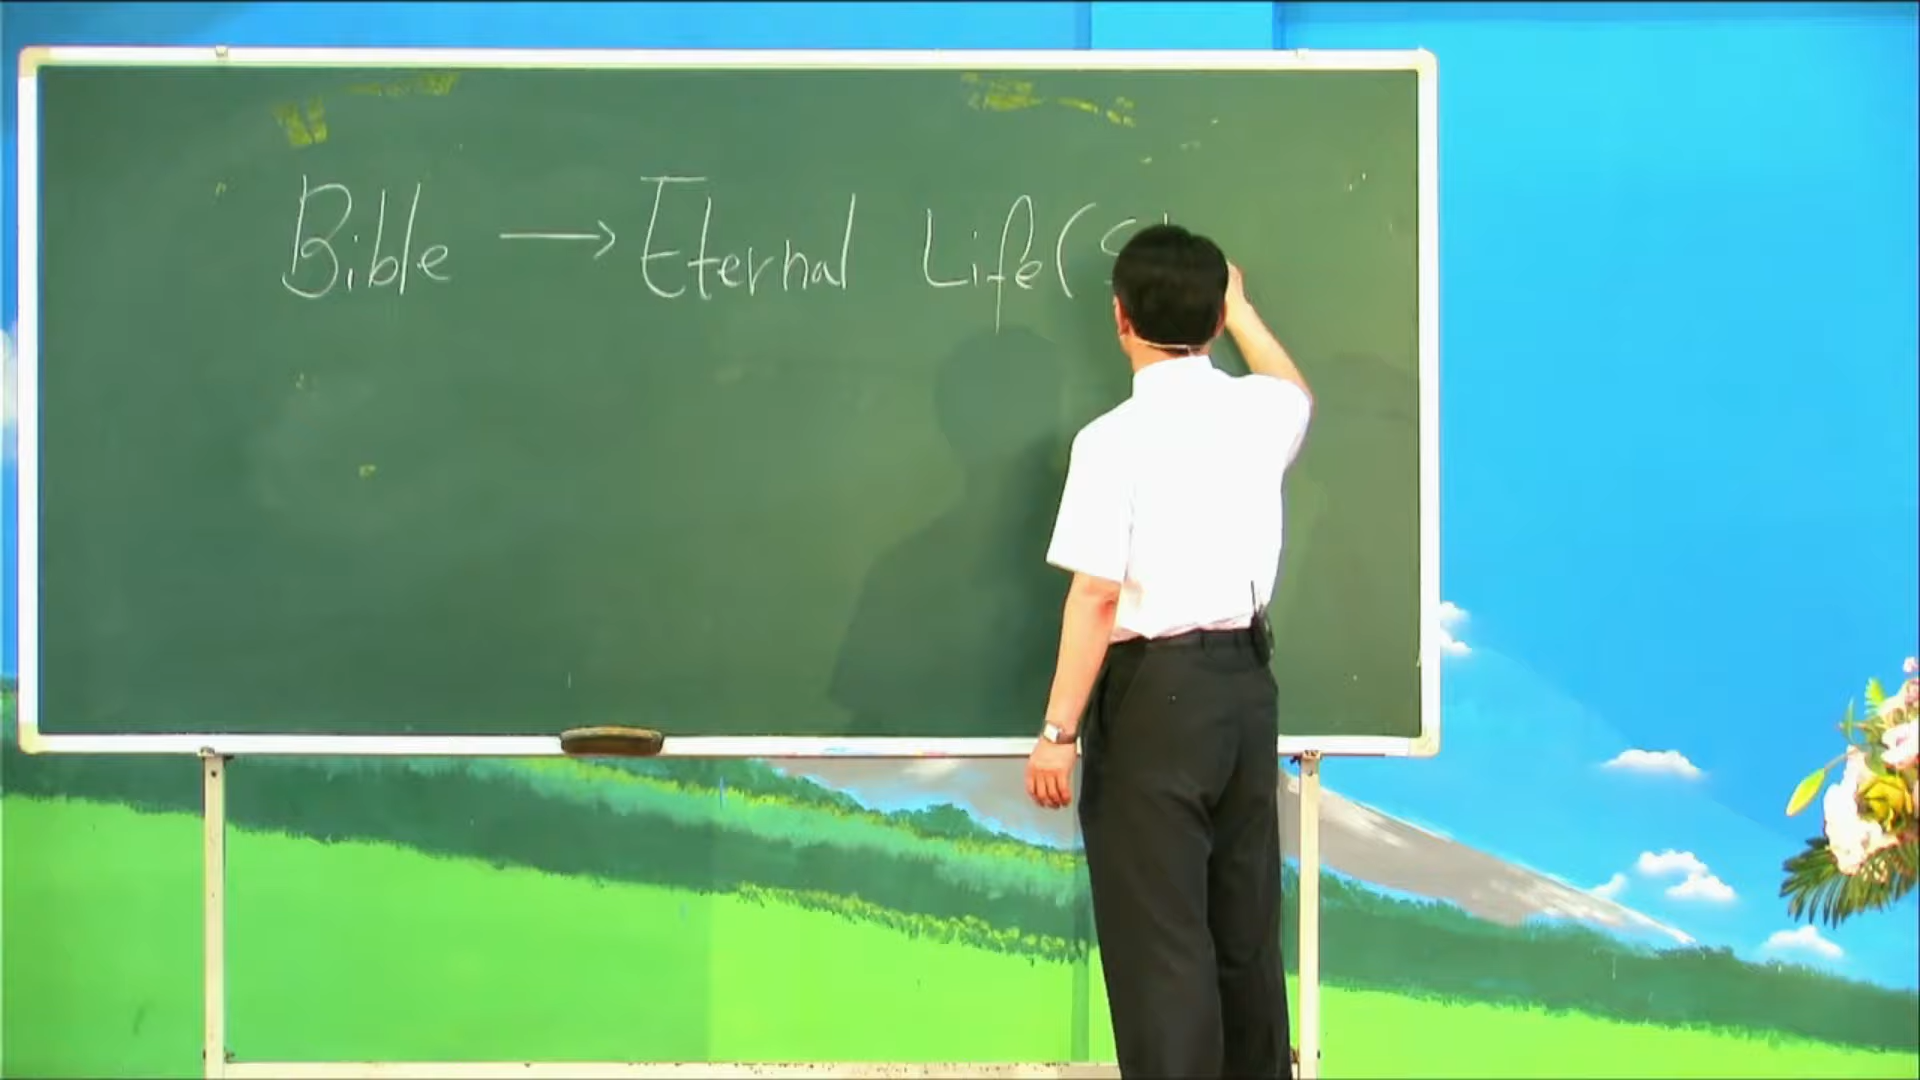 Bible → Eternal Life (